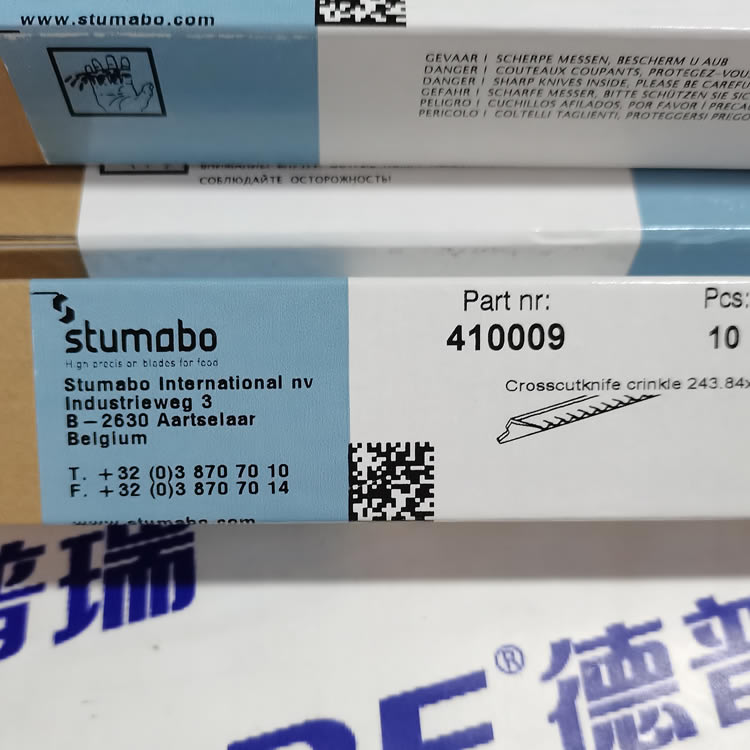 www.stumabo.com
GEVAAR ! SCHERPE MESSEN, BESCHERM U AUB
DANGER ! COUTEAUX COUPANTS, PROTEGEZ-VOU
DANGER ! SHARP KNIVES INSIDE, PLEASE BE CAREFU
GEFAHR ! SCHARFE MESSER, BITTE SCHÜTZEN SIE SIC
PELIGRO ! CUCHILLOS AFILADOS, POR FAVOR ! PRECA
PERICOLO ! COLTELLI TAGLIENTI, PROTEGGERSI PREGO
СОБЛЮДАЙТЕ ОСТОРОЖНОСТЬ!
stumabo
High precision blades for food
Stumabo International nv
Industrieweg 3
B-2630 Aartselaar
Belgium
T. +32 (0)3 870 70 10
F. +32 (0)3 870 70 14
www.stumabo.com
Part nr:
410009
Pcs:
10
Crosscutknife crinkle 243.84x
普瑞
® 德普